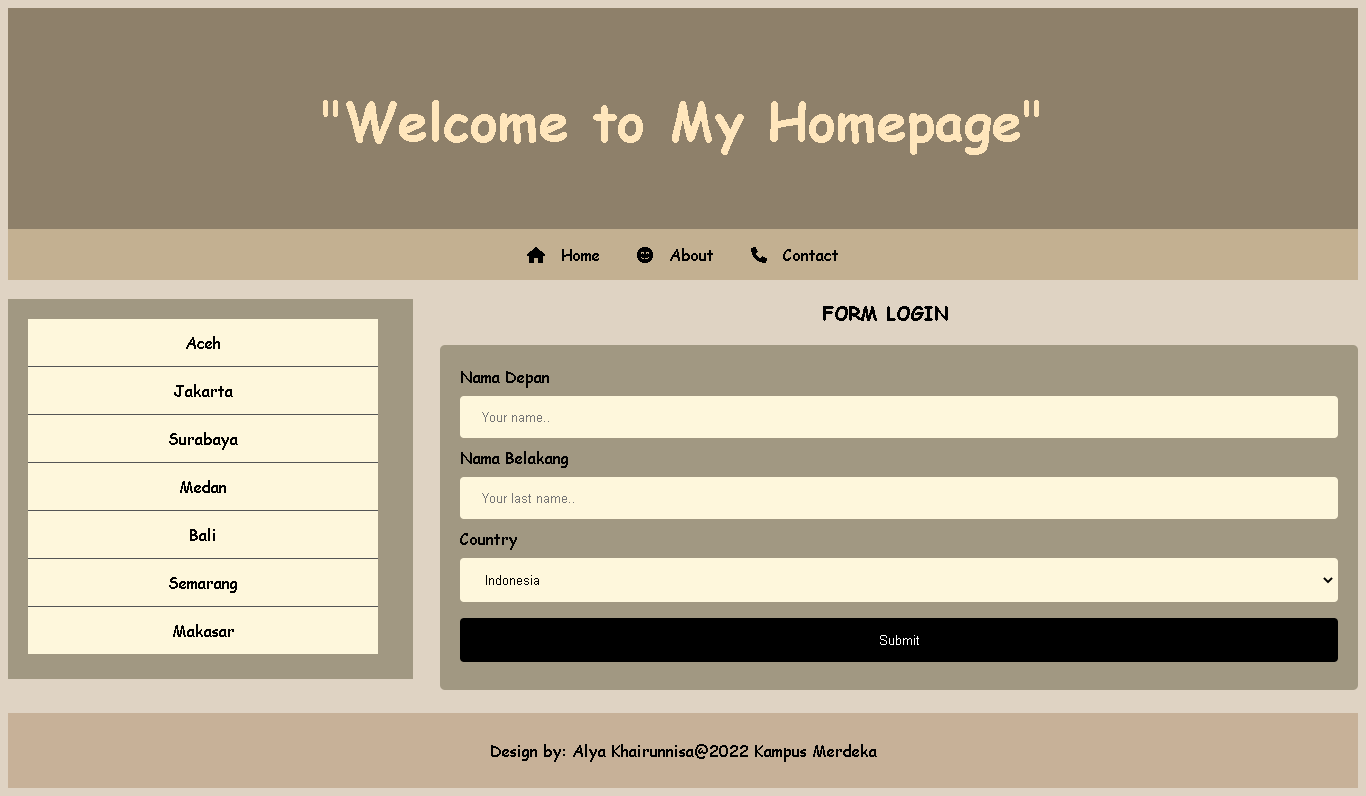 "Welcome to My Homepage"
Home About Contact
Aceh
Jakarta
Surabaya
Medan
Bali
Semarang
Makasar
FORM LOGIN
Nama Depan
Your name..
Nama Belakang
Your last name..
Country
Indonesia
Submit
Design by: Alya Khairunnisa@2022 Kampus Merdeka